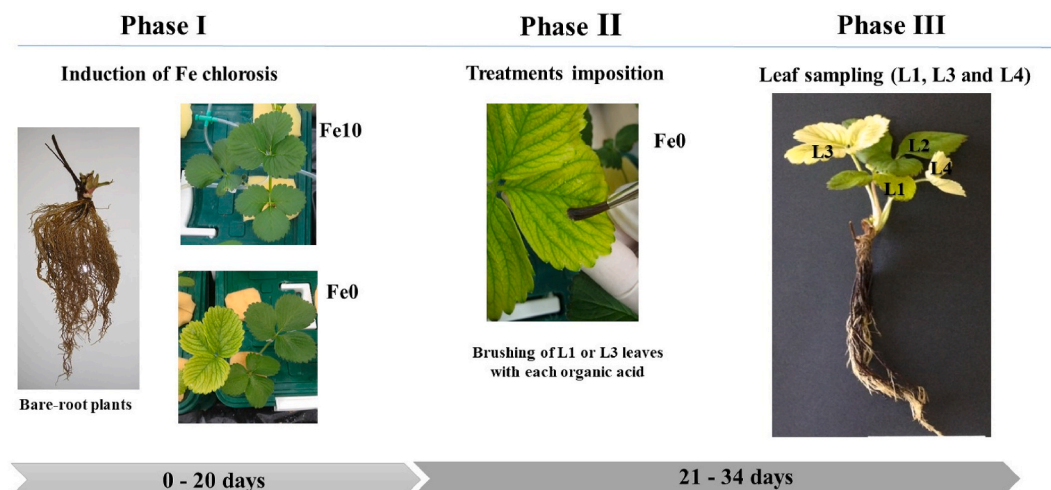 Phase I
Phase II
Phase III
Induction of Fe chlorosis
Treatments imposition
Leaf sampling (L1, L3 and L4)
Fe10
Fe0
Fe0
L3
L2
L4
L1
Brushing of L1 or L3 leaves
with each organic acid
Bare-root plants
0 - 20 days
21 - 34 days